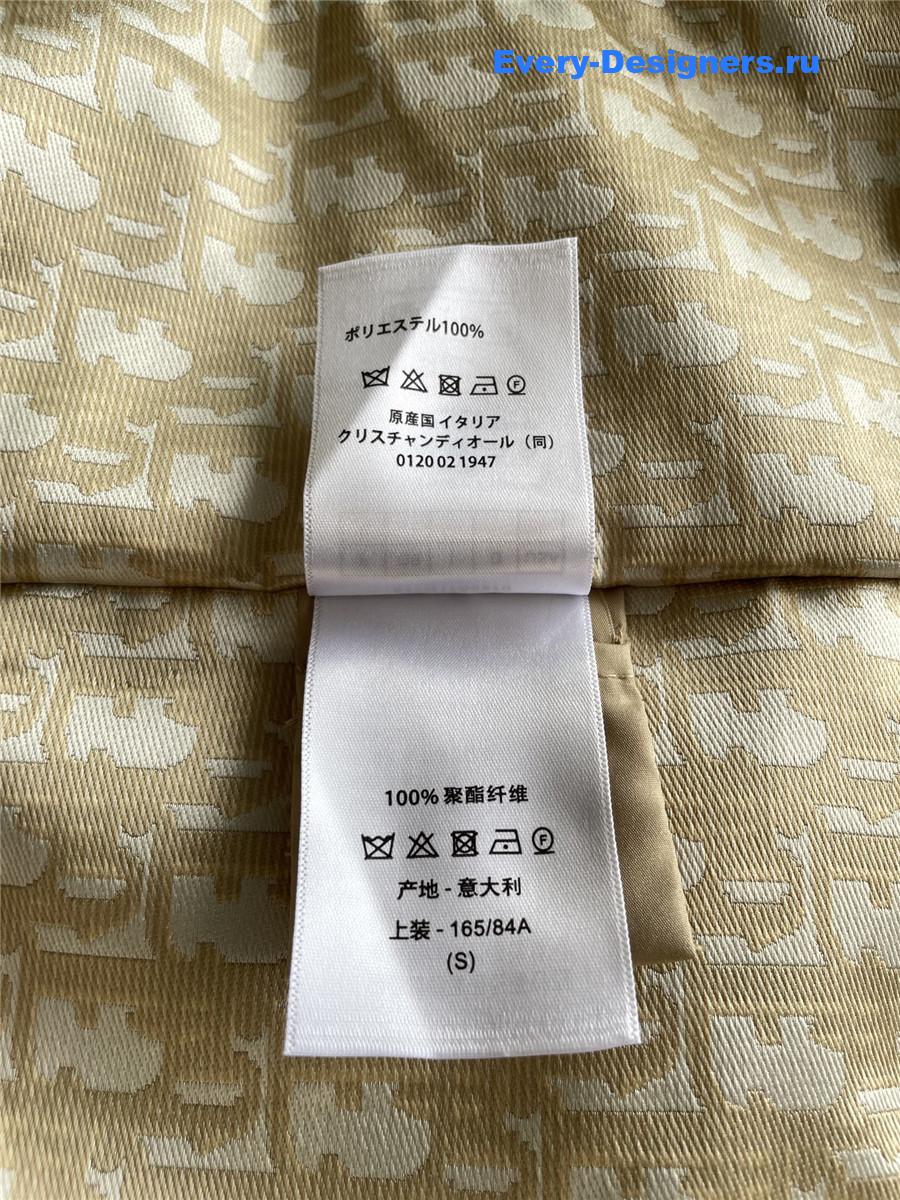 Every-Designers.ru
ポリエステル100%
F
原産国 イタリア
クリスチャンディオール（同）
0120 02 1947
100% 聚酯纤维
F
产地 - 意大利
上装 - 165/84A
(S)